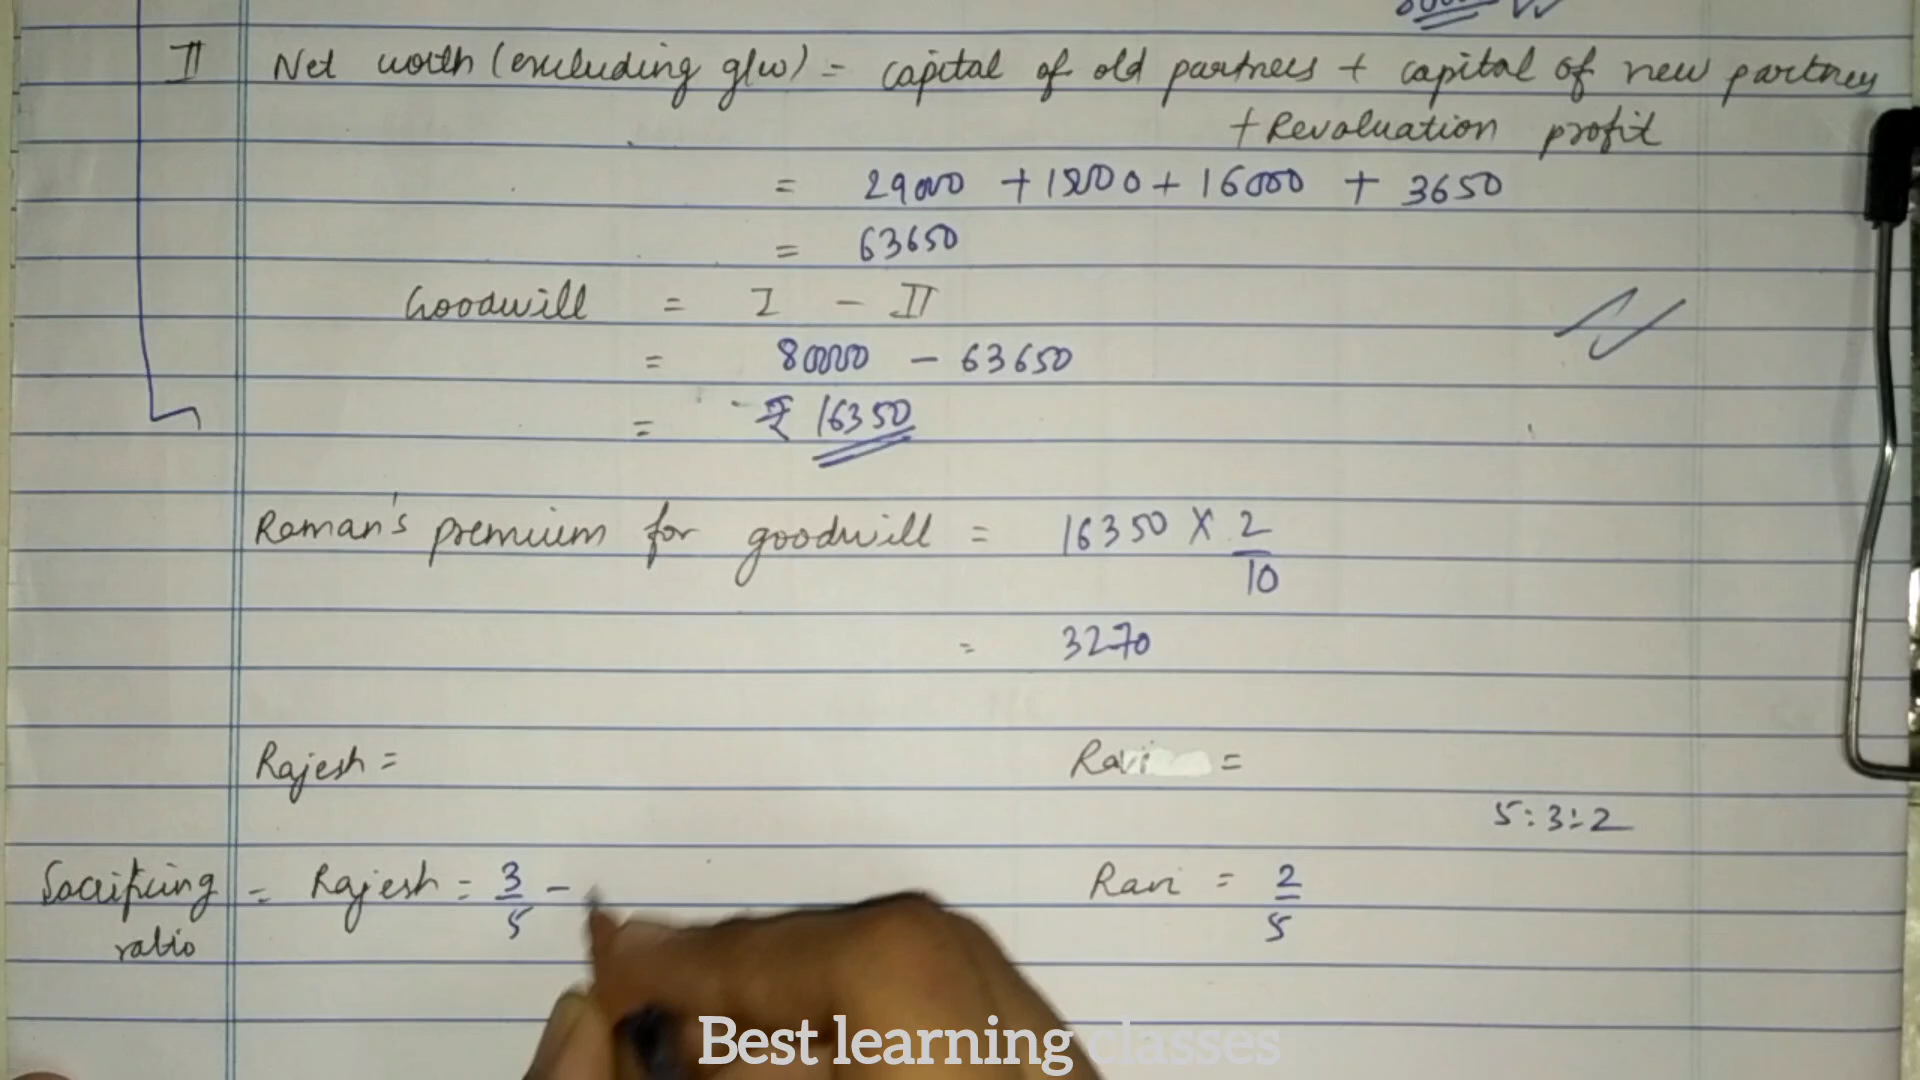 II Net worth (excluding g/w) = capital of old partners + capital of new partner
+ Revaluation profit
= 29000 + 15000 + 16000 + 3650
= 63650
Goodwill = I - II
= 80000 - 63650
= ₹ 16350
Raman's premium for goodwill = 16350 X 2/10
= 3270
Rajesh = Ravi =
5:3:2
Sacrificing ratio = Rajesh = 3/5 - Ravi = 2/5
Best learning classes